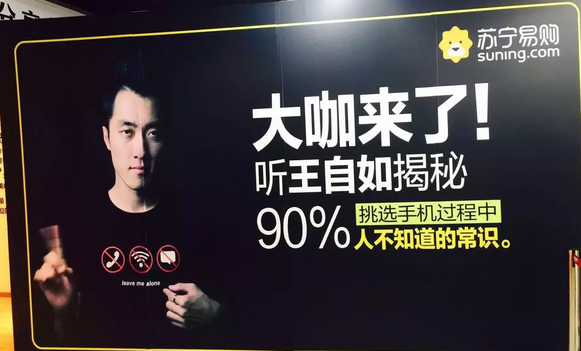 苏宁易购
suning.com
大咖来了!
听王自如揭秘
90%挑选手机过程中
人不知道的常识。
leave me alone